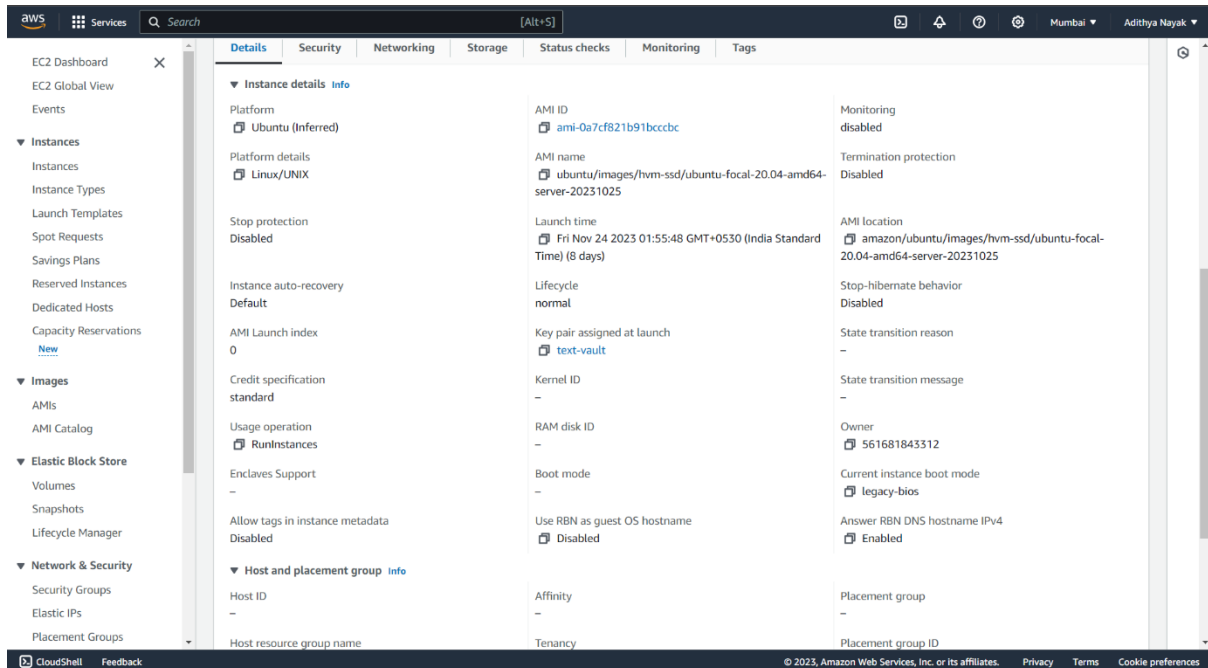 aws
Services
Search
[Alt+S]
Mumbai
Adithya Nayak
EC2 Dashboard
EC2 Global View
Events
Instances
Instances
Instance Types
Launch Templates
Spot Requests
Savings Plans
Reserved Instances
Dedicated Hosts
Capacity Reservations
New
Images
AMIs
AMI Catalog
Elastic Block Store
Volumes
Snapshots
Lifecycle Manager
Network & Security
Security Groups
Elastic IPs
Placement Groups
Details Security Networking Storage Status checks Monitoring Tags
Instance details Info
Platform
Ubuntu (Inferred)
AMI ID
ami-0a7cf821b91bcccbc
Monitoring
disabled
Platform details
Linux/UNIX
AMI name
ubuntu/images/hvm-ssd/ubuntu-focal-20.04-amd64-
server-20231025
Termination protection
Disabled
Stop protection
Disabled
Launch time
Fri Nov 24 2023 01:55:48 GMT+0530 (India Standard
Time) (8 days)
AMI location
amazon/ubuntu/images/hvm-ssd/ubuntu-focal-
20.04-amd64-server-20231025
Instance auto-recovery
Default
Lifecycle
normal
Stop-hibernate behavior
Disabled
AMI Launch index
0
Key pair assigned at launch
text-vault
State transition reason
–
Credit specification
standard
Kernel ID
–
State transition message
–
Usage operation
RunInstances
RAM disk ID
–
Owner
561681843312
Enclaves Support
–
Boot mode
–
Current instance boot mode
legacy-bios
Allow tags in instance metadata
Disabled
Use RBN as guest OS hostname
Disabled
Answer RBN DNS hostname IPv4
Enabled
Host and placement group Info
Host ID
–
Affinity
–
Placement group
–
Host resource group name
Tenancy
Placement group ID
CloudShell Feedback
© 2023, Amazon Web Services, Inc. or its affiliates. Privacy Terms Cookie preferences